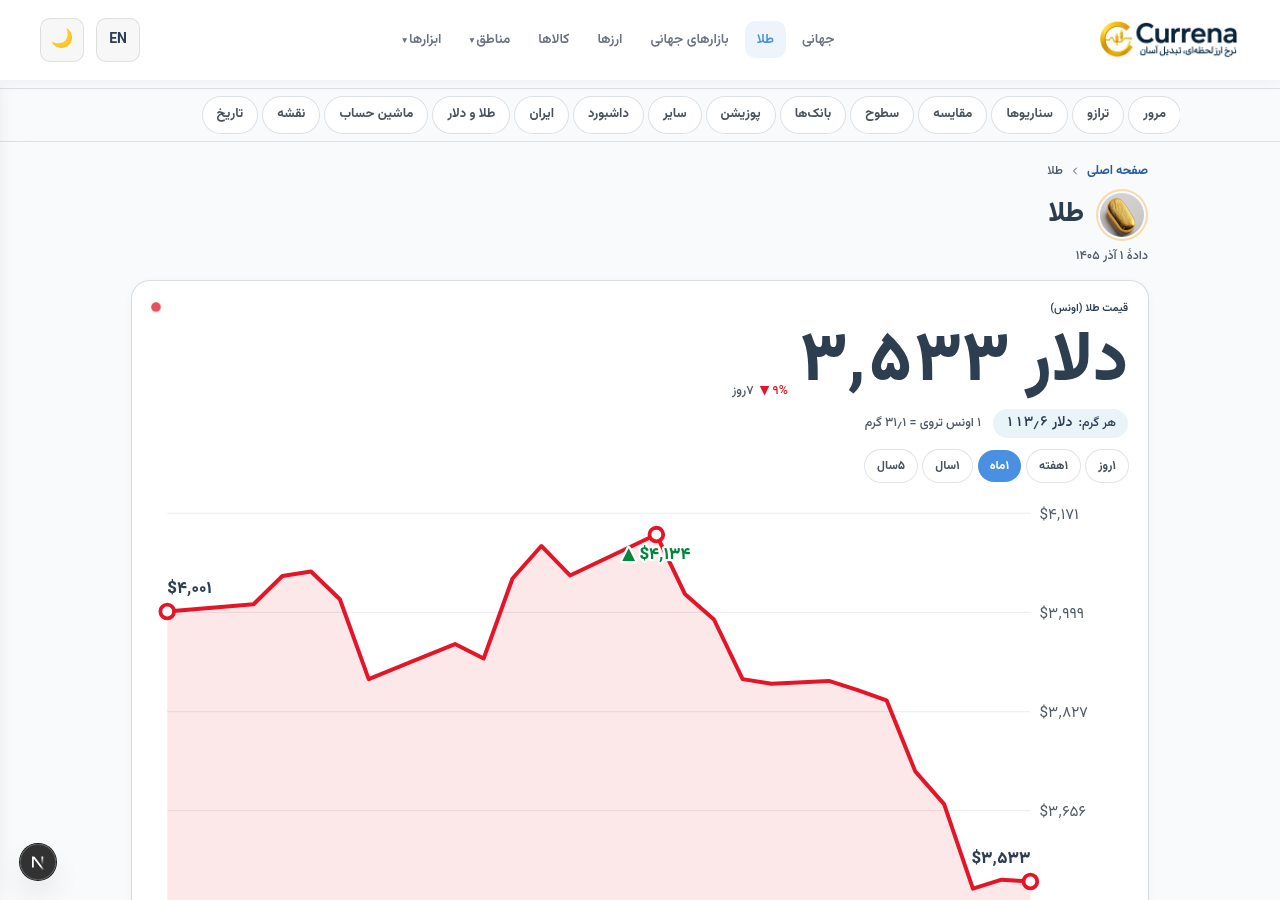 Currena
نرخ ارز لحظه‌ای، تبدیل آسان
جهانی
طلا
بازارهای جهانی
ارزها
کالاها
مناطق ▾
ابزارها ▾
EN
مرور
ترازو
سناریوها
مقایسه
سطوح
بانک‌ها
پوزیشن
سایر
داشبورد
ایران
طلا و دلار
ماشین حساب
نقشه
تاریخ
صفحه اصلی › طلا
طلا
دادهٔ ۱ آذر ۱۴۰۵
قیمت طلا (اونس)
دلار ۳,۵۳۳
۹% ▼ ۷روز
هر گرم: دلار ۱۱۳٫۶
۱ اونس تروی = ۳۱٫۱ گرم
۱روز
۱هفته
۱ماه
۱سال
۵سال
$۴,۱۷۱
▲ $۴,۱۳۴
$۴,۰۰۱
$۳,۹۹۹
$۳,۸۲۷
$۳,۶۵۶
$۳,۵۳۳
N